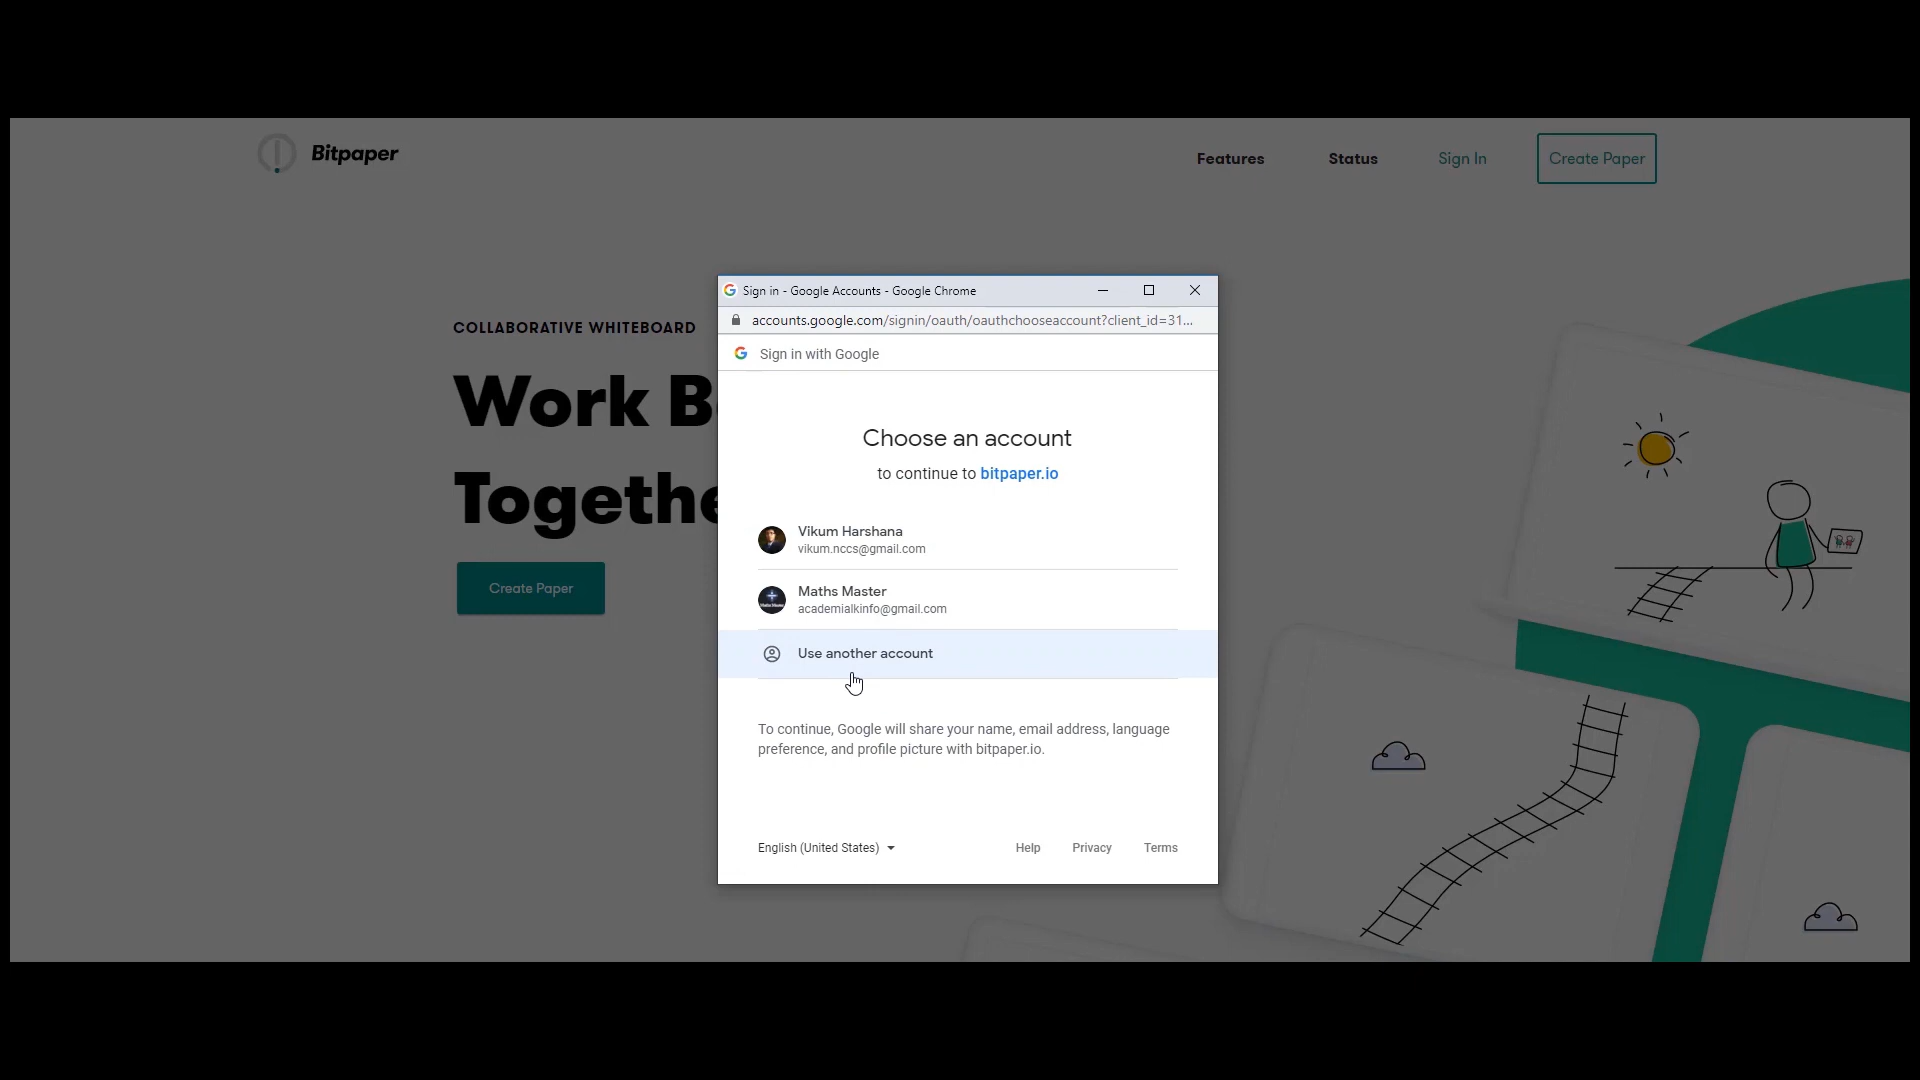 Bitpaper
Features
Status
Sign In
Create Paper
COLLABORATIVE WHITEBOARD
Work B
Togethe
Create Paper
Sign in - Google Accounts - Google Chrome
accounts.google.com/signin/oauth/oauthchooseaccount?client_id=31...
Sign in with Google
Choose an account
to continue to bitpaper.io
Vikum Harshana
vikum.nccs@gmail.com
Maths Master
academialkinfo@gmail.com
Use another account
To continue, Google will share your name, email address, language
preference, and profile picture with bitpaper.io.
English (United States)
Help
Privacy
Terms